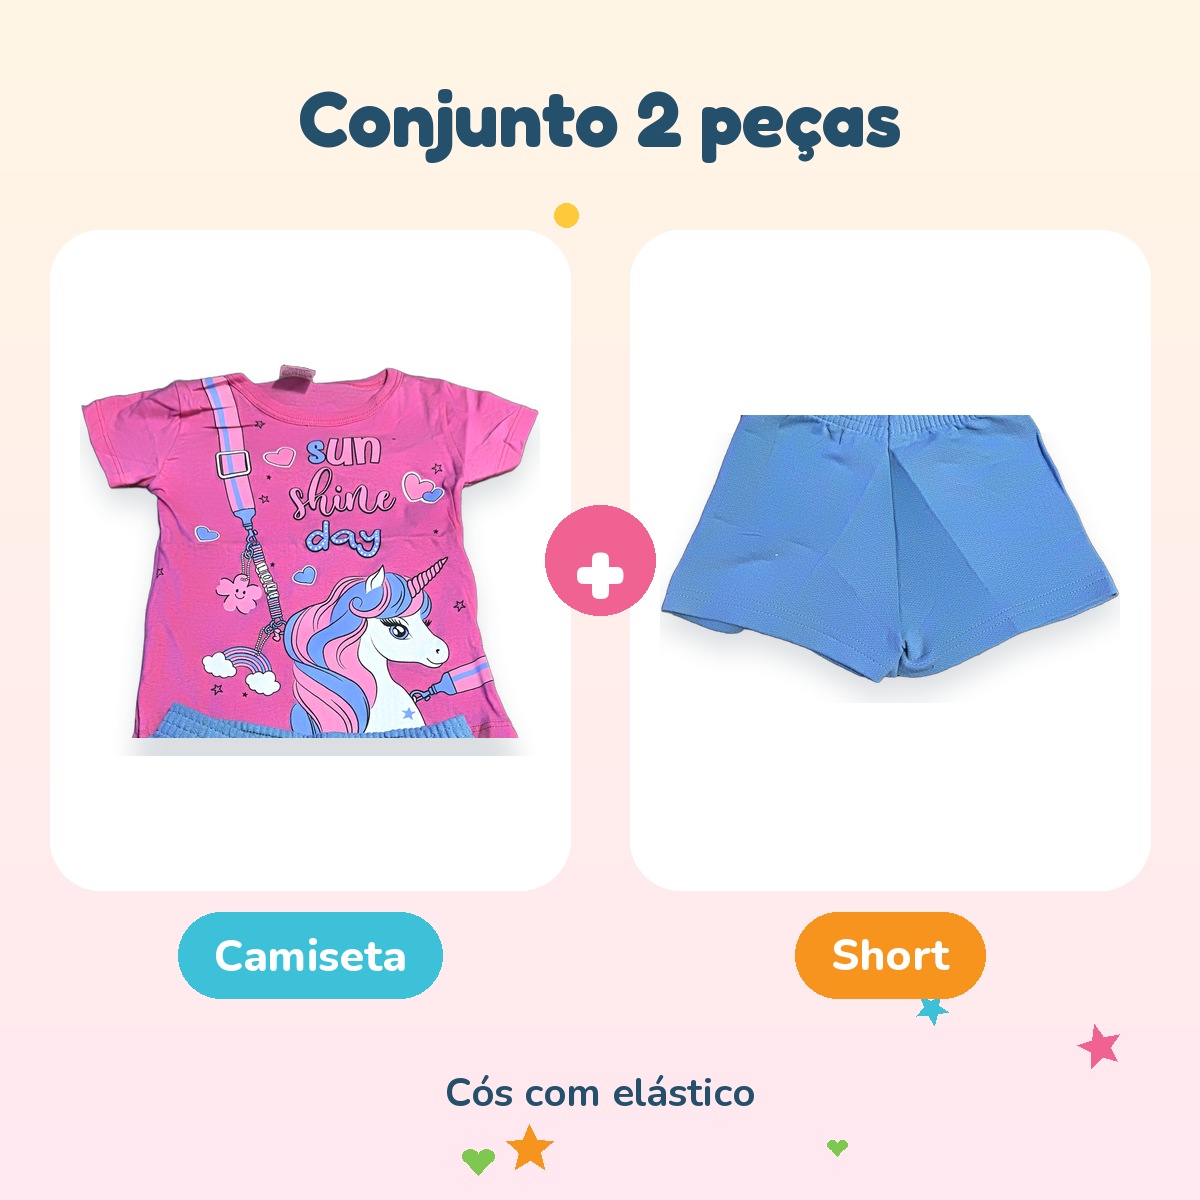 Conjunto 2 peças
sun
shine
day
Camiseta
Short
Cós com elástico